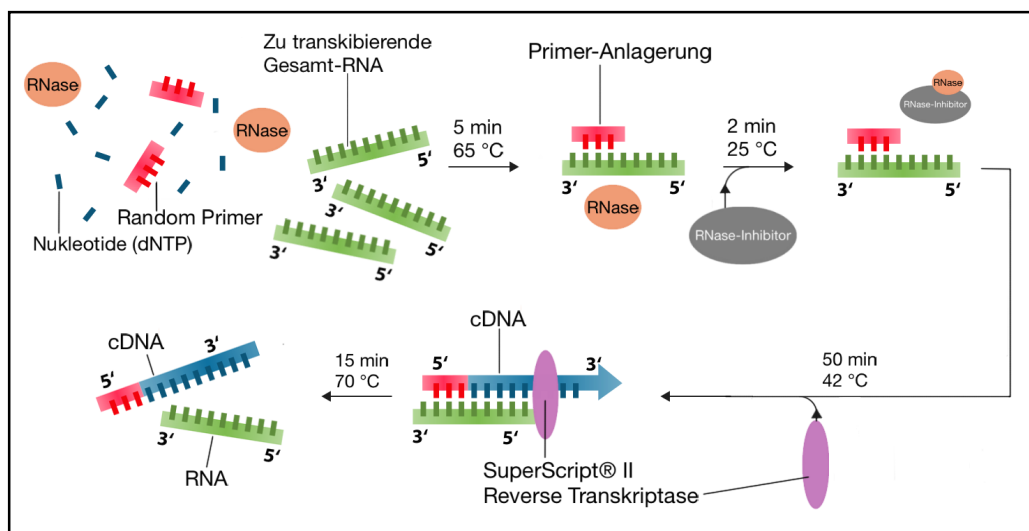 Zu transkibierende
Gesamt-RNA
Primer-Anlagerung
RNase
RNase
5 min
65 °C
2 min
25 °C
RNase
RNase-Inhibitor
5‘
3‘
3‘
5‘
3‘
5‘
3‘
5‘
3‘
5‘
RNase
RNase-Inhibitor
Random Primer
Nukleotide (dNTP)
cDNA
3‘
5‘
15 min
70 °C
cDNA
5‘
3‘
50 min
42 °C
3‘
5‘
3‘
5‘
RNA
SuperScript® II
Reverse Transkriptase